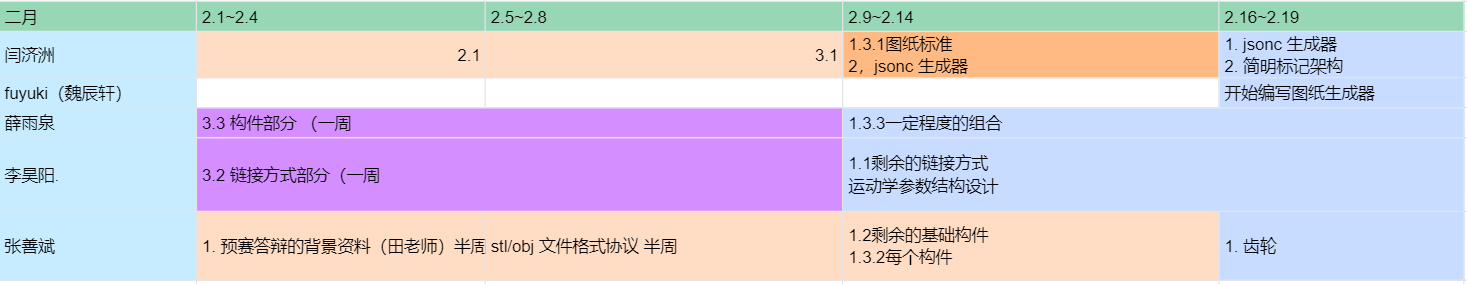 二月 2.1~2.4 2.5~2.8 2.9~2.14 2.16~2.19
闫济洲 2.1 3.1 1.3.1图纸标准 1. jsonc 生成器
2，jsonc 生成器 2. 简明标记架构
fuyuki（魏辰轩） 开始编写图纸生成器
薛雨泉 3.3 构件部分 （一周 1.3.3一定程度的组合
李昊阳. 3.2 链接方式部分（一周 1.1剩余的链接方式
运动学参数结构设计
张善斌 1. 预赛答辩的背景资料（田老师）半周 stl/obj 文件格式协议 半周 1.2剩余的基础构件 1. 齿轮
1.3.2每个构件